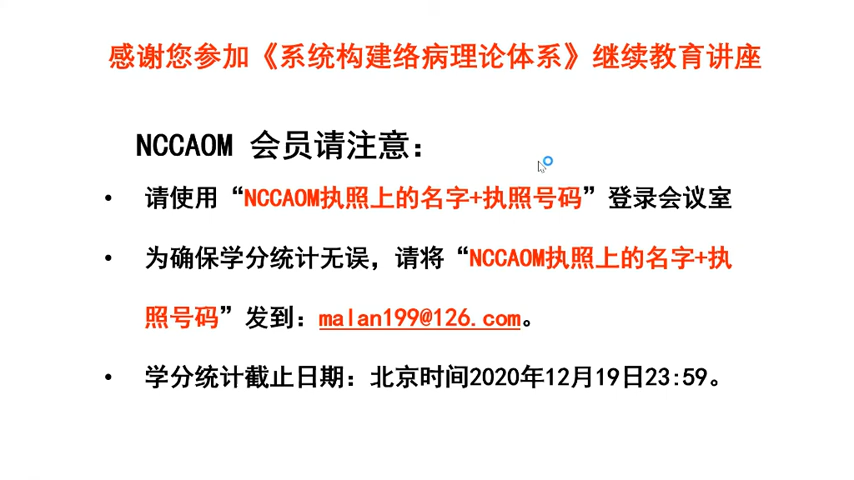 感谢您参加《系统构建络病理论体系》继续教育讲座
NCCAOM 会员请注意：
• 请使用“NCCAOM执照上的名字+执照号码”登录会议室
• 为确保学分统计无误，请将“NCCAOM执照上的名字+执
照号码”发到：malan199@126.com。
• 学分统计截止日期：北京时间2020年12月19日23:59。